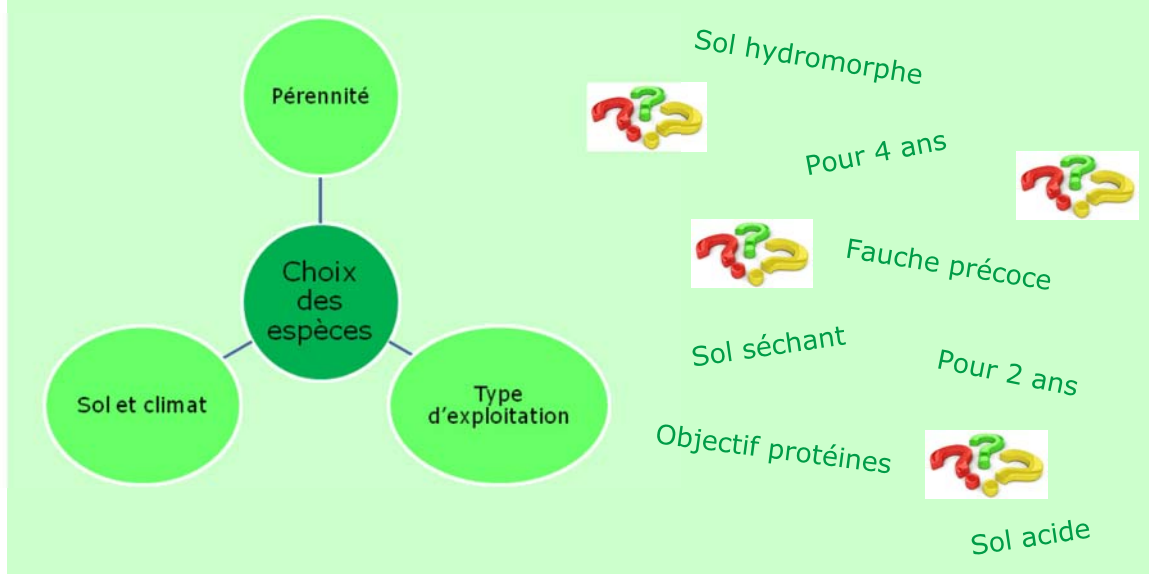 Pérennité
Choix
des
espèces
Sol et climat
Type
d'exploitation
Sol hydromorphe
Pour 4 ans
Fauche précoce
Sol séchant
Pour 2 ans
Objectif protéines
Sol acide